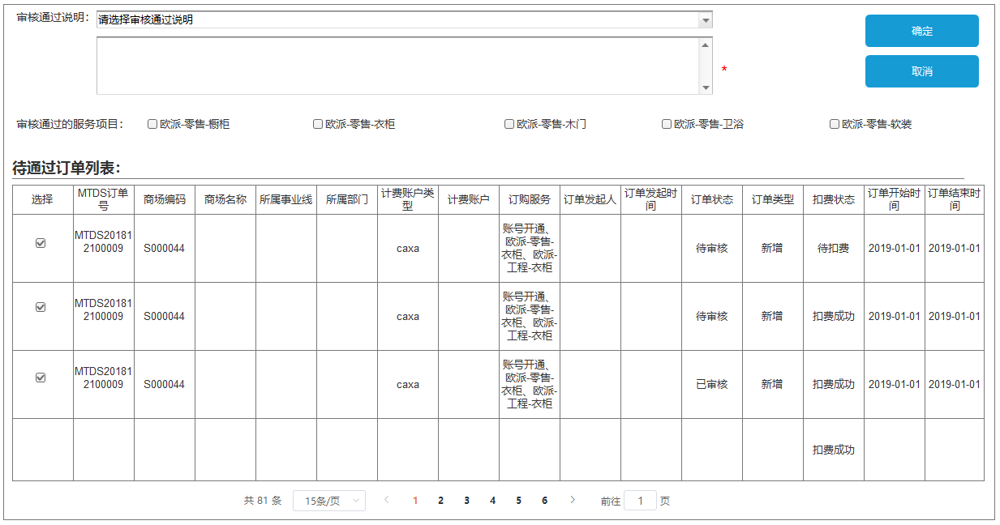 审核通过说明： 请选择审核通过说明 确定
* 取消
审核通过的服务项目： 欧派-零售-橱柜 欧派-零售-衣柜 欧派-零售-木门 欧派-零售-卫浴 欧派-零售-软装
待通过订单列表：
选择 MTDS订单号 商场编码 商场名称 所属事业线 所属部门 计费账户类型 计费账户 订购服务 订单发起人 订单发起时间 订单状态 订单类型 扣费状态 订单开始时间 订单结束时间
MTDS201812100009 S000044 caxa 账号开通、欧派-零售-衣柜、欧派-工程-衣柜 待审核 新增 待扣费 2019-01-01 2019-01-01
MTDS201812100009 S000044 caxa 账号开通、欧派-零售-衣柜、欧派-工程-衣柜 待审核 新增 扣费成功 2019-01-01 2019-01-01
MTDS201812100009 S000044 caxa 账号开通、欧派-零售-衣柜、欧派-工程-衣柜 已审核 新增 扣费成功 2019-01-01 2019-01-01
扣费成功
共 81 条 15条/页 1 2 3 4 5 6 前往 1 页